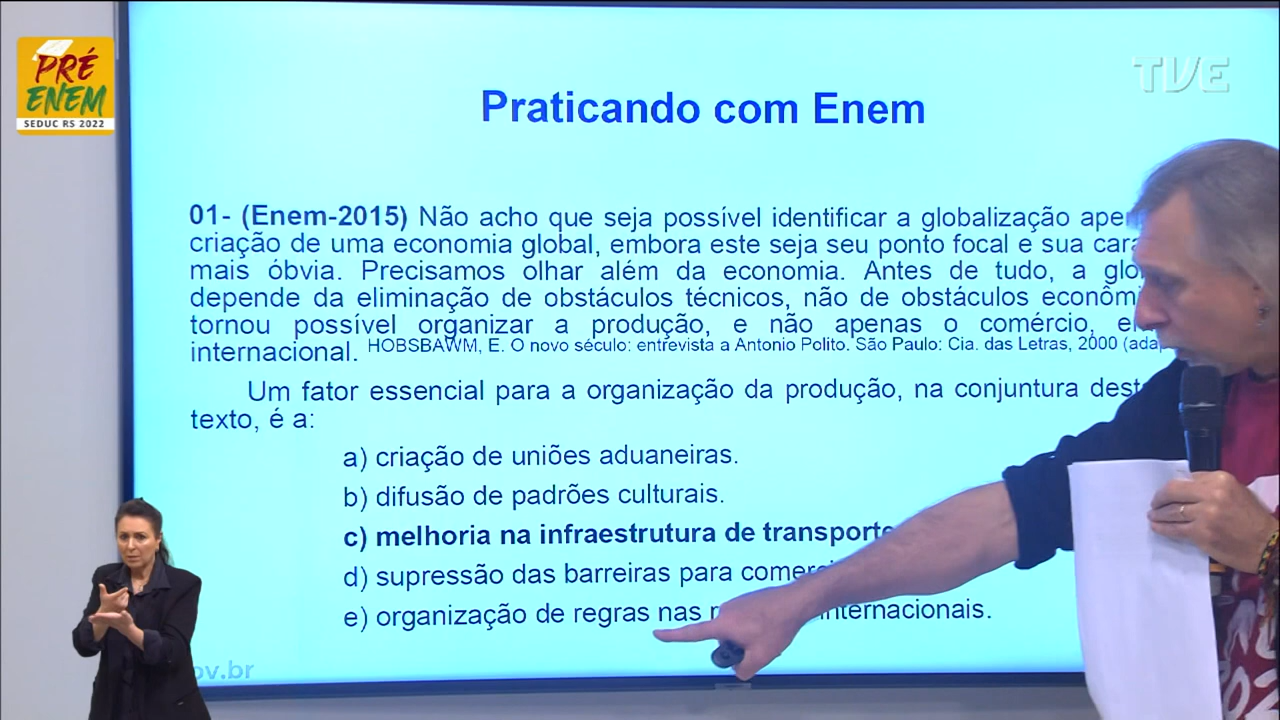 PRÉ
ENEM
SEDUC RS 2022
TVE
Praticando com Enem
01- (Enem-2015) Não acho que seja possível identificar a globalização
criação de uma economia global, embora este seja seu ponto focal e sua
mais óbvia. Precisamos olhar além da economia. Antes de tudo, a
depende da eliminação de obstáculos técnicos, não de obstáculos
tornou possível organizar a produção, e não apenas o comércio,
internacional. HOBSBAWM, E. O novo século: entrevista a Antonio Polito. São Paulo: Cia. das Letras, 2000
Um fator essencial para a organização da produção, na conjuntura
texto, é a:
a) criação de uniões aduaneiras.
b) difusão de padrões culturais.
c) melhoria na infraestrutura de
d) supressão das barreiras para
e) organização de regras nas internacionais.
ov.br